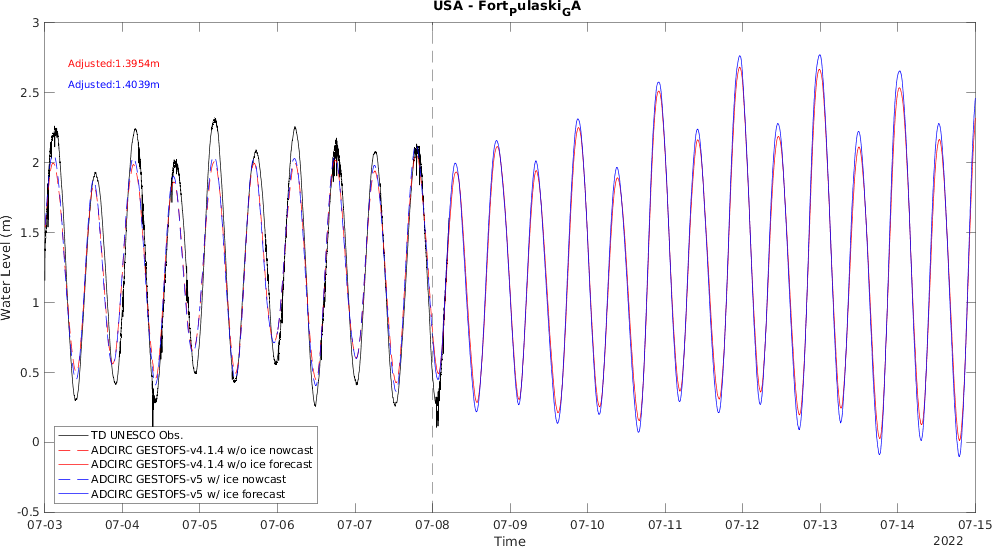 USA - FortPulaskiGA
3
Adjusted:1.3954m
Adjusted:1.4039m
2.5
2
1.5
1
0.5
0
-0.5
Water Level (m)
TD UNESCO Obs.
ADCIRC GESTOFS-v4.1.4 w/o ice nowcast
ADCIRC GESTOFS-v4.1.4 w/o ice forecast
ADCIRC GESTOFS-v5 w/ ice nowcast
ADCIRC GESTOFS-v5 w/ ice forecast
07-03 07-04 07-05 07-06 07-07 07-08 07-09 07-10 07-11 07-12 07-13 07-14 07-15
Time
2022